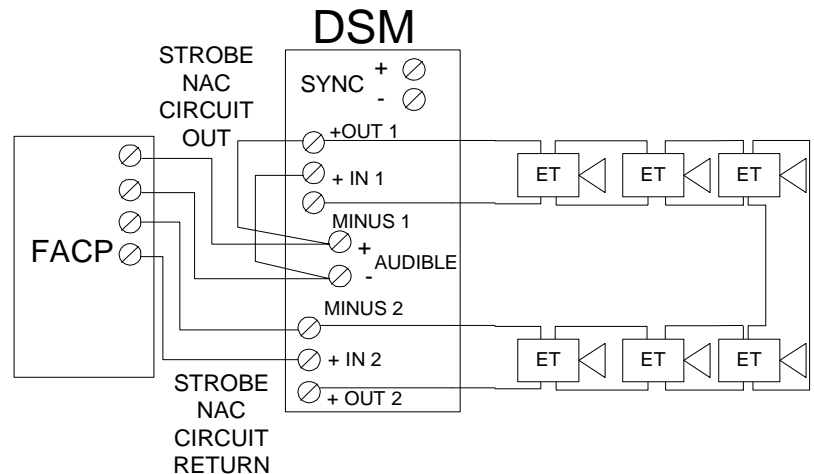 DSM
STROBE
NAC
CIRCUIT
OUT
SYNC + -
+OUT 1
+ IN 1
MINUS 1
+
AUDIBLE
-
MINUS 2
+ IN 2
+ OUT 2
FACP
STROBE
NAC
CIRCUIT
RETURN
ET ET ET
ET ET ET